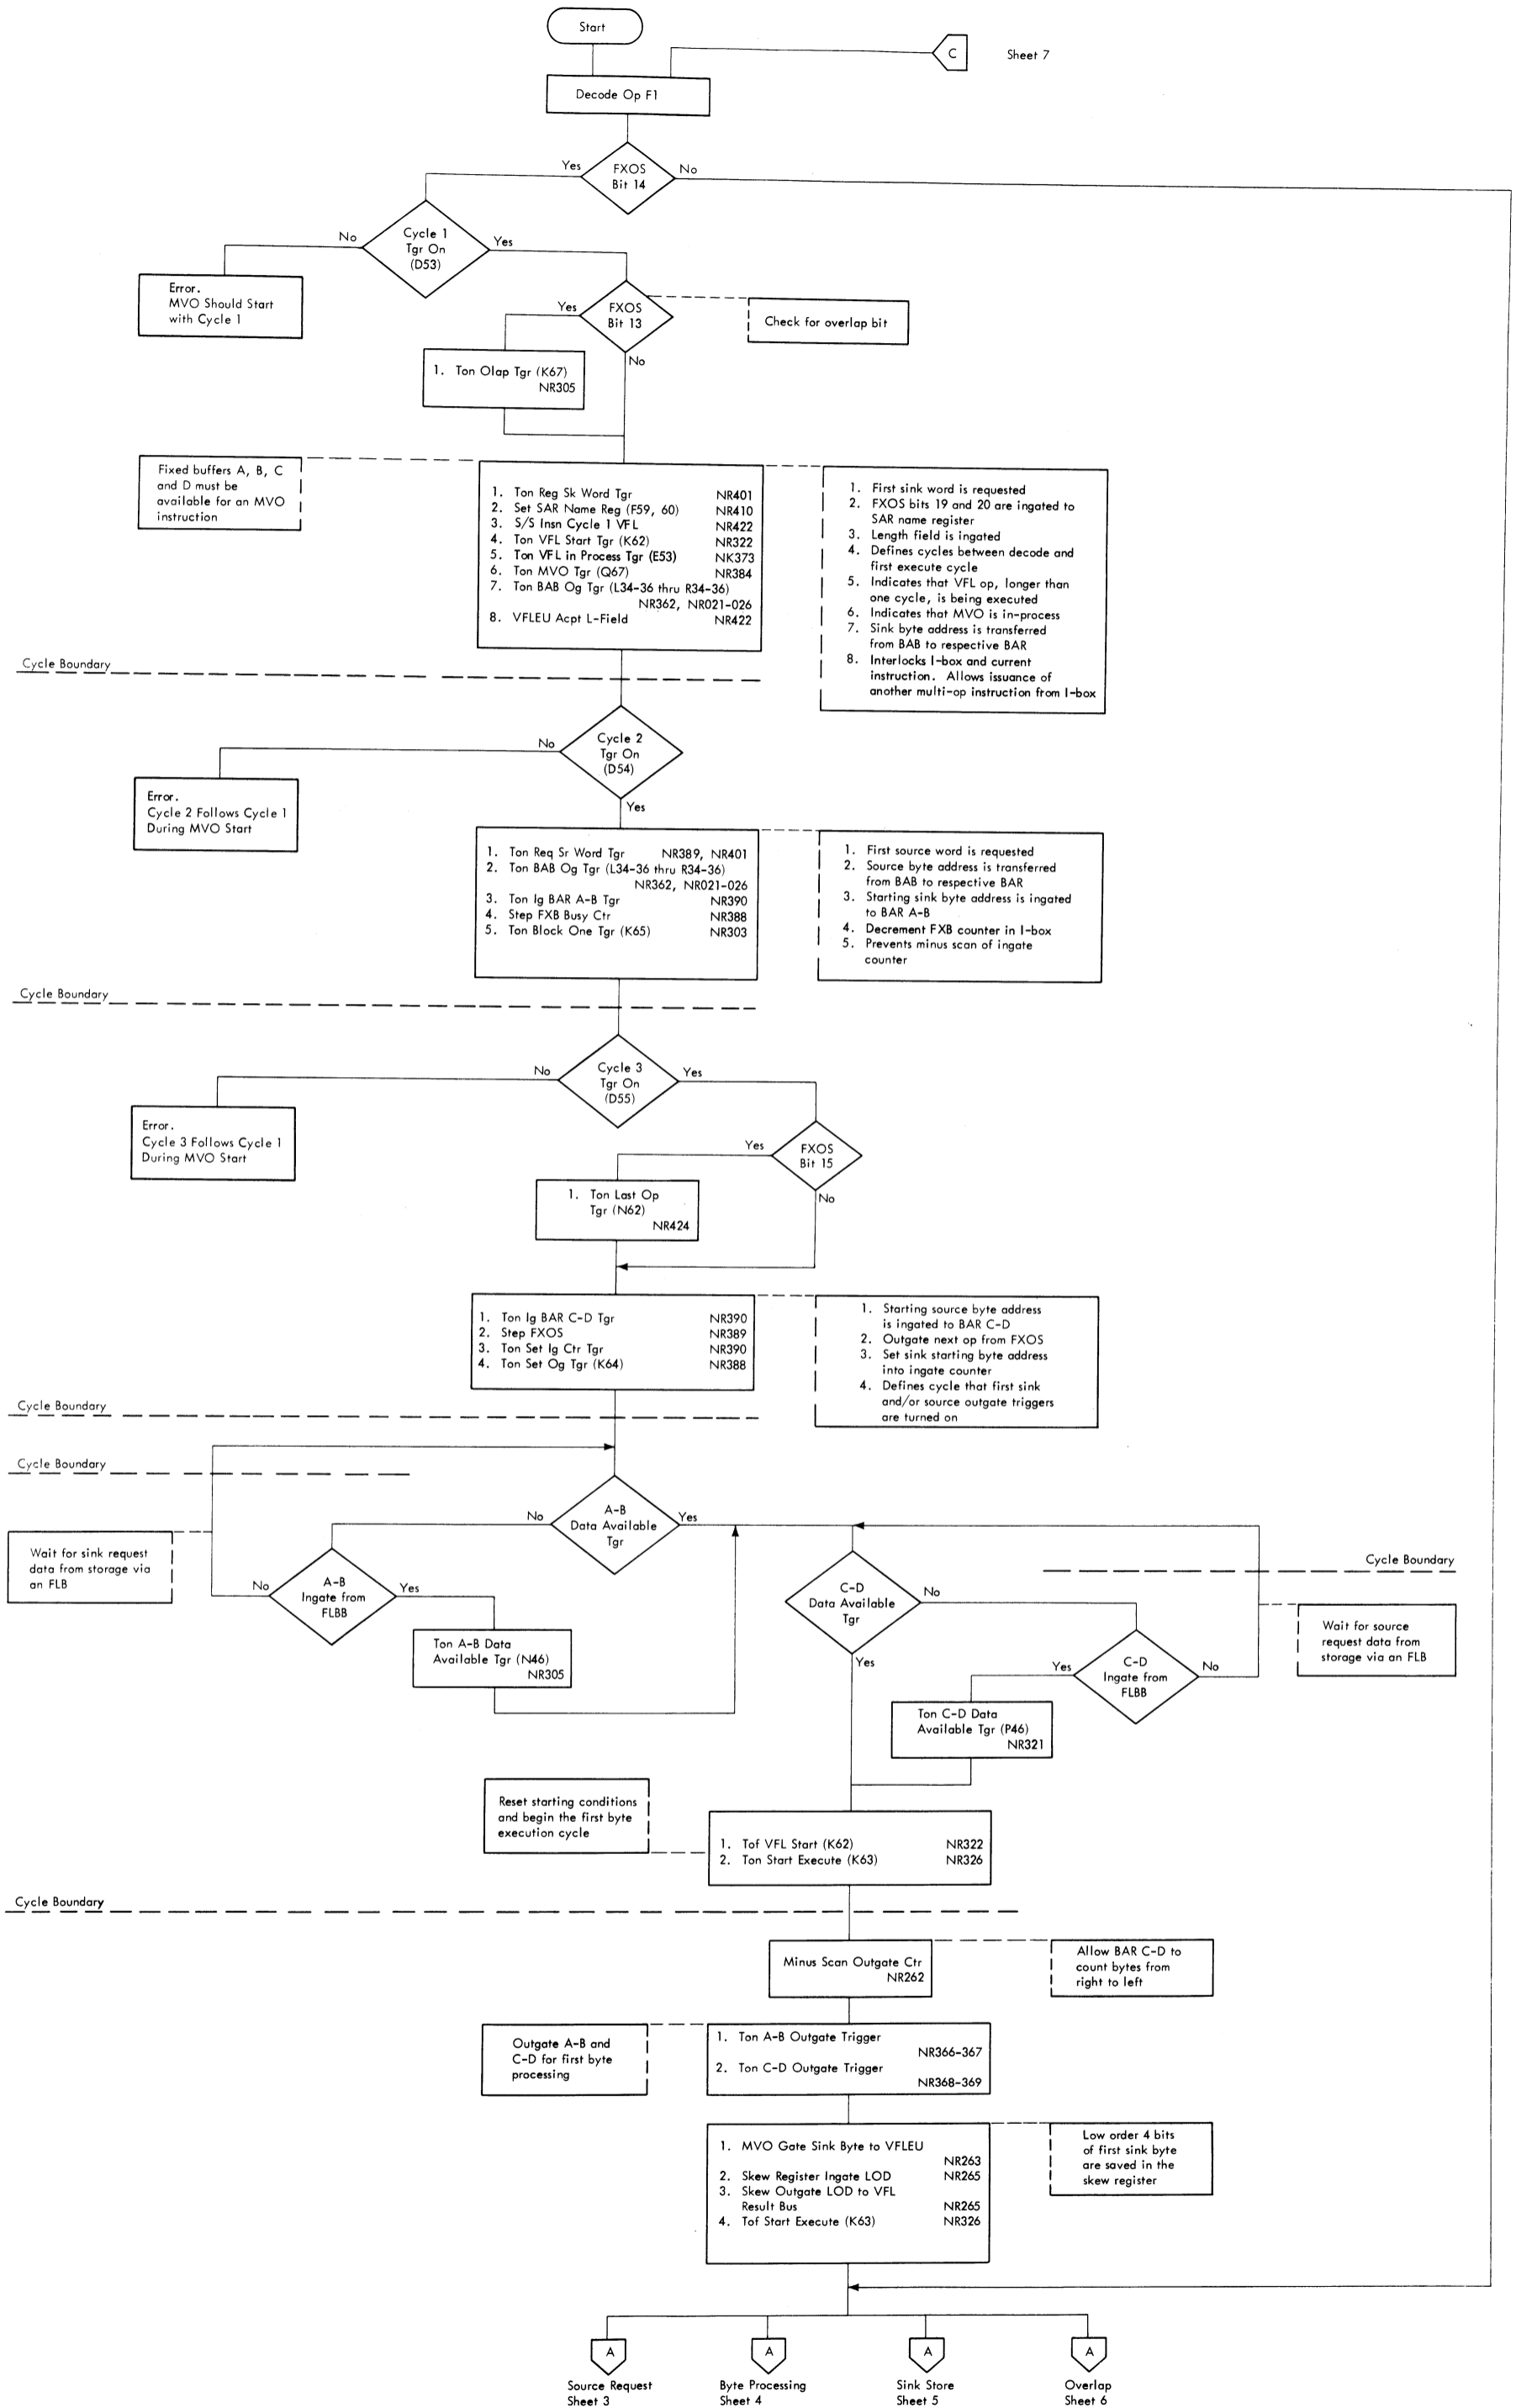 Start
C
Sheet 7
Decode Op F1
Yes
FXOS
Bit 14
No
No
Cycle 1
Tgr On
(D53)
Yes
Error.
MVO Should Start
with Cycle 1
Yes
FXOS
Bit 13
No
Check for overlap bit
1. Ton Olap Tgr (K67)
NR305
Fixed buffers A, B, C
and D must be
available for an MVO
instruction
1. Ton Reg Sk Word Tgr NR401
2. Set SAR Name Reg (F59, 60) NR410
3. S/S Insn Cycle 1 VFL NR422
4. Ton VFL Start Tgr (K62) NR322
5. Ton VFL in Process Tgr (E53) NK373
6. Ton MVO Tgr (Q67) NR384
7. Ton BAB Og Tgr (L34-36 thru R34-36)
NR362, NR021-026
8. VFLEU Acpt L-Field NR422
1. First sink word is requested
2. FXOS bits 19 and 20 are ingated to
SAR name register
3. Length field is ingated
4. Defines cycles between decode and
first execute cycle
5. Indicates that VFL op, longer than
one cycle, is being executed
6. Indicates that MVO is in-process
7. Sink byte address is transferred
from BAB to respective BAR
8. Interlocks I-box and current
instruction. Allows issuance of
another multi-op instruction from I-box
Cycle Boundary
No
Cycle 2
Tgr On
(D54)
Yes
Error.
Cycle 2 Follows Cycle 1
During MVO Start
1. Ton Req Sr Word Tgr NR389, NR401
2. Ton BAB Og Tgr (L34-36 thru R34-36)
NR362, NR021-026
3. Ton Ig BAR A-B Tgr NR390
4. Step FXB Busy Ctr NR388
5. Ton Block One Tgr (K65) NR303
1. First source word is requested
2. Source byte address is transferred
from BAB to respective BAR
3. Starting sink byte address is ingated
to BAR A-B
4. Decrement FXB counter in I-box
5. Prevents minus scan of ingate
counter
Cycle Boundary
No
Cycle 3
Tgr On
(D55)
Yes
Error.
Cycle 3 Follows Cycle 1
During MVO Start
Yes
FXOS
Bit 15
No
1. Ton Last Op
Tgr (N62)
NR424
1. Ton Ig BAR C-D Tgr NR390
2. Step FXOS NR389
3. Ton Set Ig Ctr Tgr NR390
4. Ton Set Og Tgr (K64) NR388
1. Starting source byte address
is ingated to BAR C-D
2. Outgate next op from FXOS
3. Set sink starting byte address
into ingate counter
4. Defines cycle that first sink
and/or source outgate triggers
are turned on
Cycle Boundary
Cycle Boundary
No
A-B
Data Available
Tgr
Yes
Wait for sink request
data from storage via
an FLB
No
A-B
Ingate from
FLBB
Yes
Ton A-B Data
Available Tgr (N46)
NR305
Cycle Boundary
C-D
Data Available
Tgr
No
Yes
Wait for source
request data from
storage via an FLB
Yes
C-D
Ingate from
FLBB
No
Ton C-D Data
Available Tgr (P46)
NR321
Reset starting conditions
and begin the first byte
execution cycle
1. Tof VFL Start (K62) NR322
2. Ton Start Execute (K63) NR326
Cycle Boundary
Minus Scan Outgate Ctr
NR262
Allow BAR C-D to
count bytes from
right to left
Outgate A-B and
C-D for first byte
processing
1. Ton A-B Outgate Trigger
NR366-367
2. Ton C-D Outgate Trigger
NR368-369
1. MVO Gate Sink Byte to VFLEU
NR263
2. Skew Register Ingate LOD NR265
3. Skew Outgate LOD to VFL
Result Bus NR265
4. Tof Start Execute (K63) NR326
Low order 4 bits
of first sink byte
are saved in the
skew register
A
A
A
A
Source Request
Sheet 3
Byte Processing
Sheet 4
Sink Store
Sheet 5
Overlap
Sheet 6